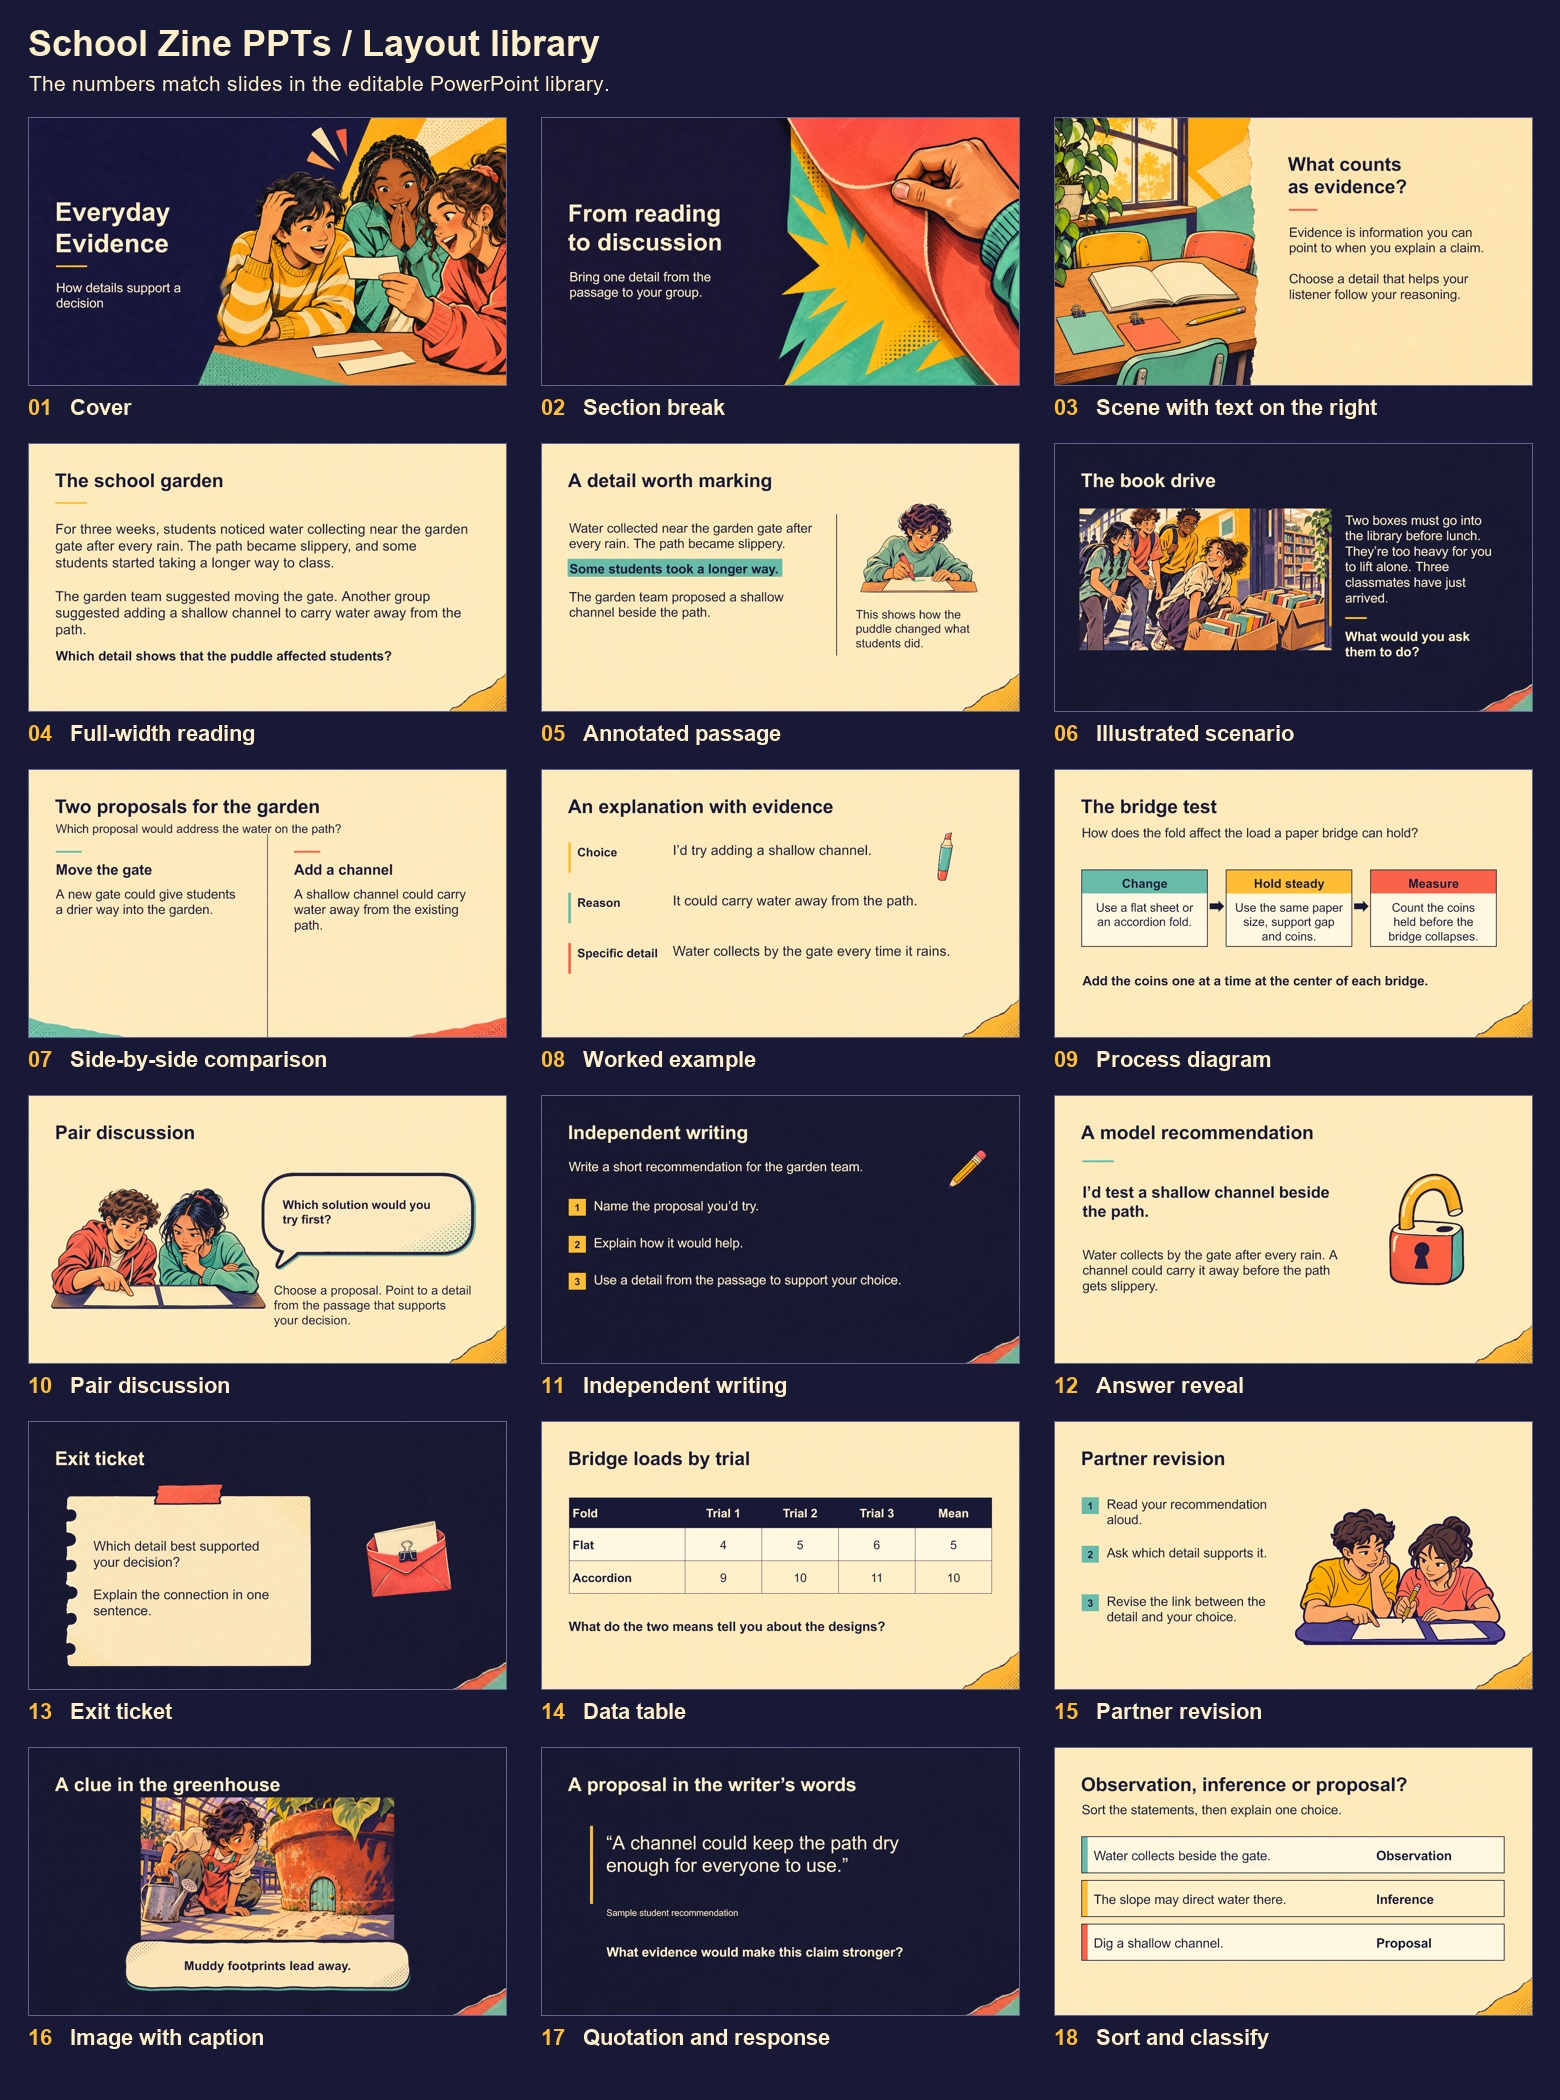 School Zine PPTs / Layout library
The numbers match slides in the editable PowerPoint library.
Everyday
Evidence
How details support a
decision
01 Cover
From reading
to discussion
Bring one detail from the
passage to your group.
02 Section break
What counts
as evidence?
Evidence is information you can
point to when you explain a claim.
Choose a detail that helps your
listener follow your reasoning.
03 Scene with text on the right
The school garden
For three weeks, students noticed water collecting near the garden
gate after every rain. The path became slippery, and some
students started taking a longer way to class.
The garden team suggested moving the gate. Another group
suggested adding a shallow channel to carry water away from the
path.
Which detail shows that the puddle affected students?
04 Full-width reading
A detail worth marking
Water collected near the garden gate after
every rain. The path became slippery.
Some students took a longer way.
The garden team proposed a shallow
channel beside the path.
This shows how the
puddle changed what
students did.
05 Annotated passage
The book drive
Two boxes must go into
the library before lunch.
They're too heavy for you
to lift alone. Three
classmates have just
arrived.
What would you ask
them to do?
06 Illustrated scenario
Two proposals for the garden
Which proposal would address the water on the path?
Move the gate
A new gate could give students
a drier way into the garden.
Add a channel
A shallow channel could carry
water away from the existing
path.
07 Side-by-side comparison
An explanation with evidence
Choice I'd try adding a shallow channel.
Reason It could carry water away from the path.
Specific detail Water collects by the gate every time it rains.
08 Worked example
The bridge test
How does the fold affect the load a paper bridge can hold?
Change
Use a flat sheet or
an accordion fold.
Hold steady
Use the same paper
size, support gap
and coins.
Measure
Count the coins
held before the
bridge collapses.
Add the coins one at a time at the center of each bridge.
09 Process diagram
Pair discussion
Which solution would you
try first?
Choose a proposal. Point to a detail
from the passage that supports
your decision.
10 Pair discussion
Independent writing
Write a short recommendation for the garden team.
1 Name the proposal you'd try.
2 Explain how it would help.
3 Use a detail from the passage to support your choice.
11 Independent writing
A model recommendation
I'd test a shallow channel beside
the path.
Water collects by the gate after every rain. A
channel could carry it away before the path
gets slippery.
12 Answer reveal
Exit ticket
Which detail best supported
your decision?
Explain the connection in one
sentence.
13 Exit ticket
Bridge loads by trial
Fold Trial 1 Trial 2 Trial 3 Mean
Flat 4 5 6 5
Accordion 9 10 11 10
What do the two means tell you about the designs?
14 Data table
Partner revision
1 Read your recommendation
aloud.
2 Ask which detail supports it.
3 Revise the link between the
detail and your choice.
15 Partner revision
A clue in the greenhouse
Muddy footprints lead away.
16 Image with caption
A proposal in the writer's words
“A channel could keep the path dry
enough for everyone to use.”
Sample student recommendation
What evidence would make this claim stronger?
17 Quotation and response
Observation, inference or proposal?
Sort the statements, then explain one choice.
Water collects beside the gate. Observation
The slope may direct water there. Inference
Dig a shallow channel. Proposal
18 Sort and classify